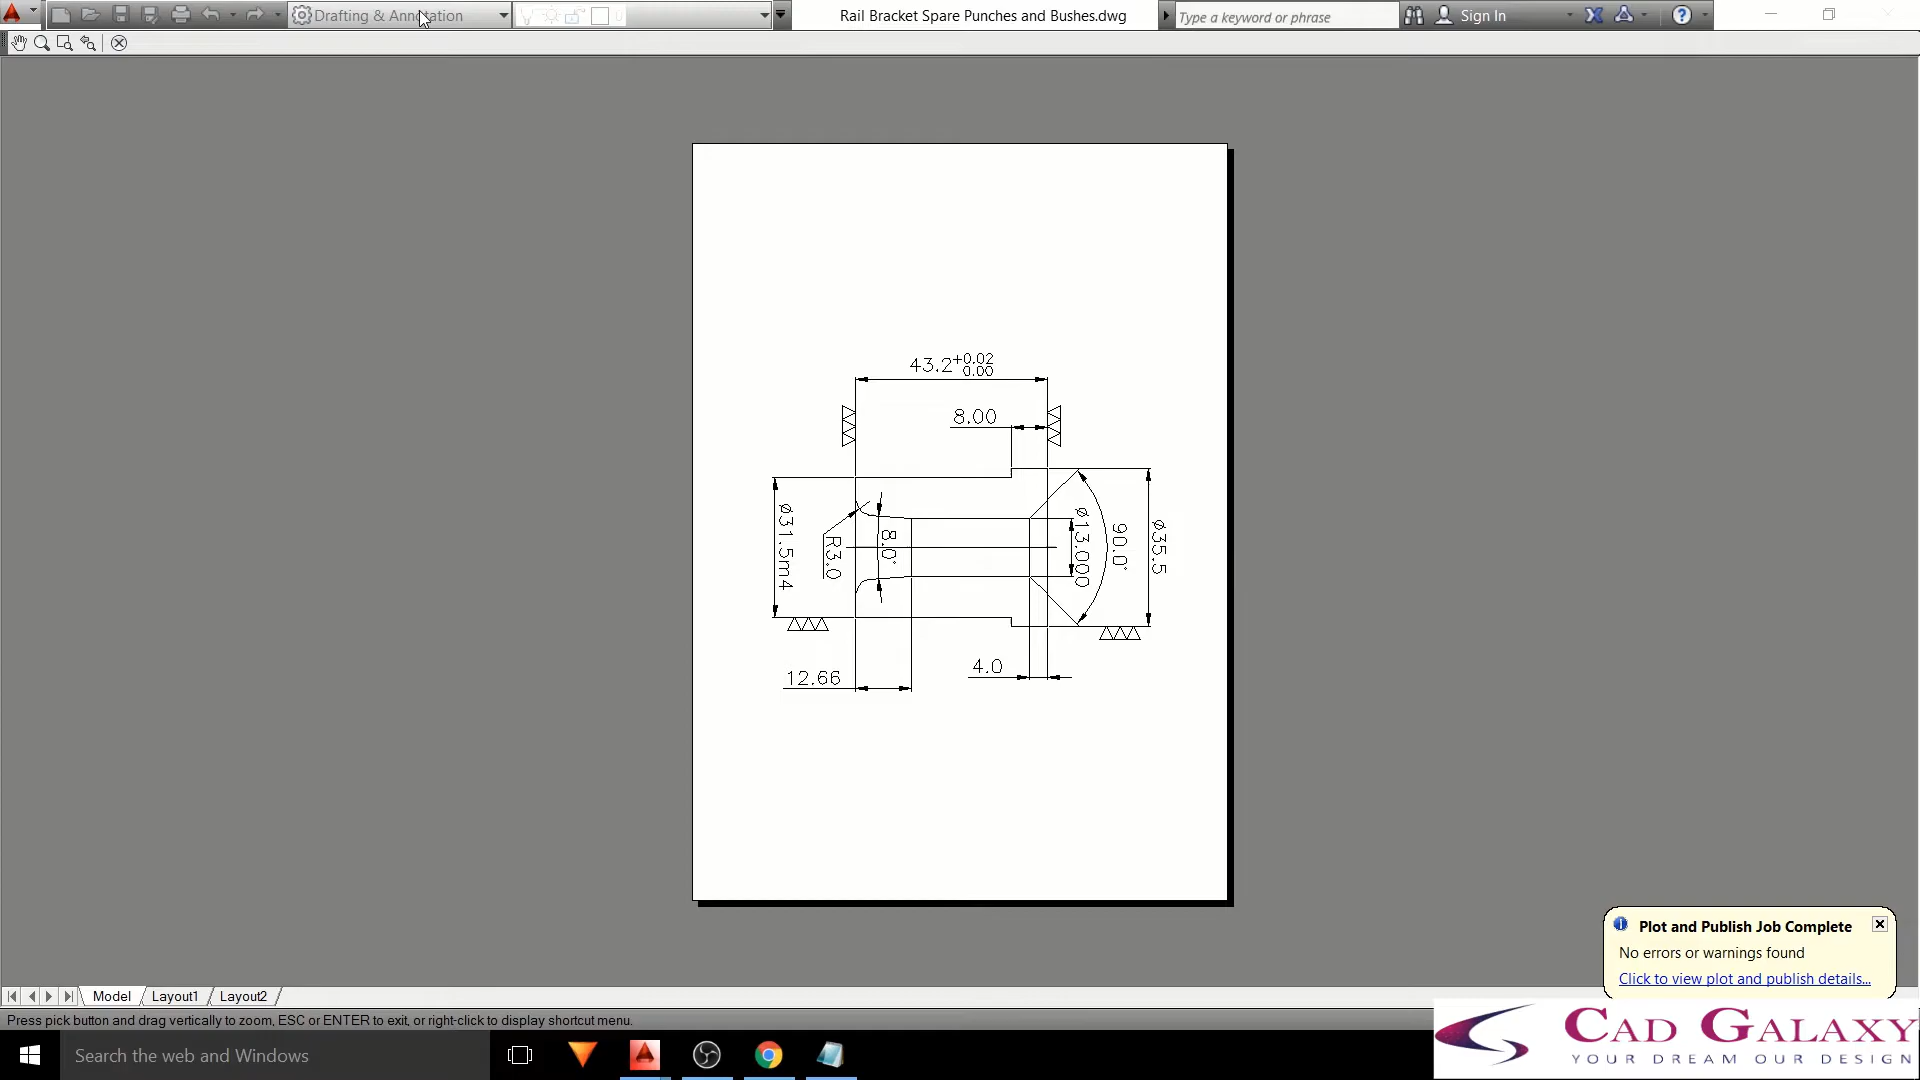 Drafting & Annotation
Rail Bracket Spare Punches and Bushes.dwg
Type a keyword or phrase
Sign In
43.2 +0.02 0.00
8.00
ø31.5m4
R3.0
8.0°
ø13.000
90.0°
ø35.5
12.66
4.0
Plot and Publish Job Complete
No errors or warnings found
Click to view plot and publish details...
Model
Layout1
Layout2
Press pick button and drag vertically to zoom, ESC or ENTER to exit, or right-click to display shortcut menu.
Search the web and Windows
CAD GALAXY
YOUR DREAM OUR DESIGN